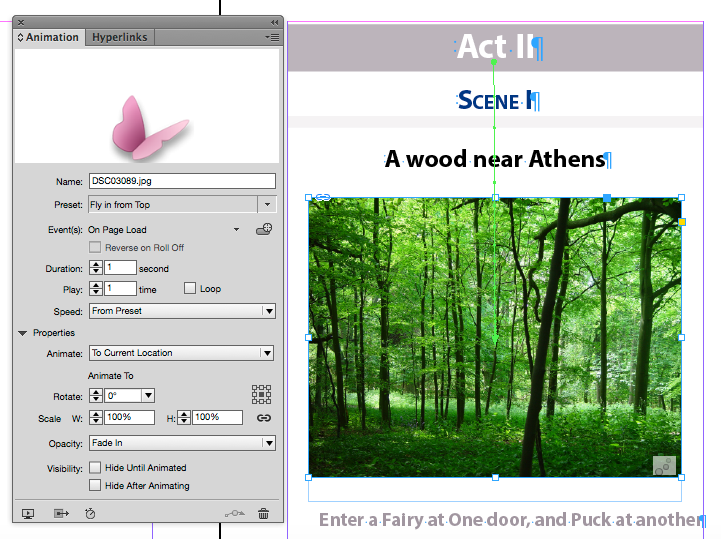 Animation Hyperlinks
Name: DSC03089.jpg
Preset: Fly in from Top
Event(s): On Page Load
Reverse on Roll Off
Duration: 1 second
Play: 1 time Loop
Speed: From Preset
Properties
Animate: To Current Location
Animate To
Rotate: 0°
Scale W: 100% H: 100%
Opacity: Fade In
Visibility: Hide Until Animated
Hide After Animating
Act II¶
SCENE I¶
A wood near Athens¶
Enter a Fairy at One door, and Puck at another¶